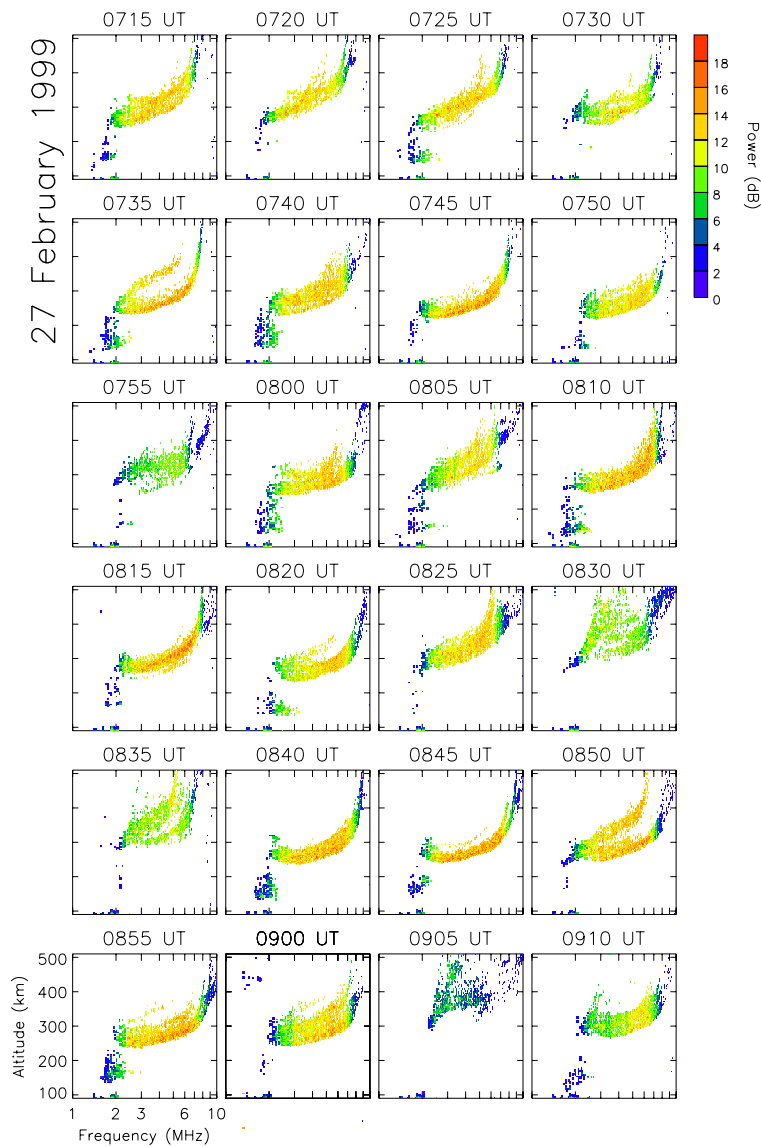 0715 UT 0720 UT 0725 UT 0730 UT
27 February 1999
18
16
14
12
10
8
6
4
2
0
Power (dB)
0735 UT 0740 UT 0745 UT 0750 UT
0755 UT 0800 UT 0805 UT 0810 UT
0815 UT 0820 UT 0825 UT 0830 UT
0835 UT 0840 UT 0845 UT 0850 UT
0855 UT 0900 UT 0905 UT 0910 UT
500
400
300
200
100
Altitude (km)
1 2 3 6 10
Frequency (MHz)